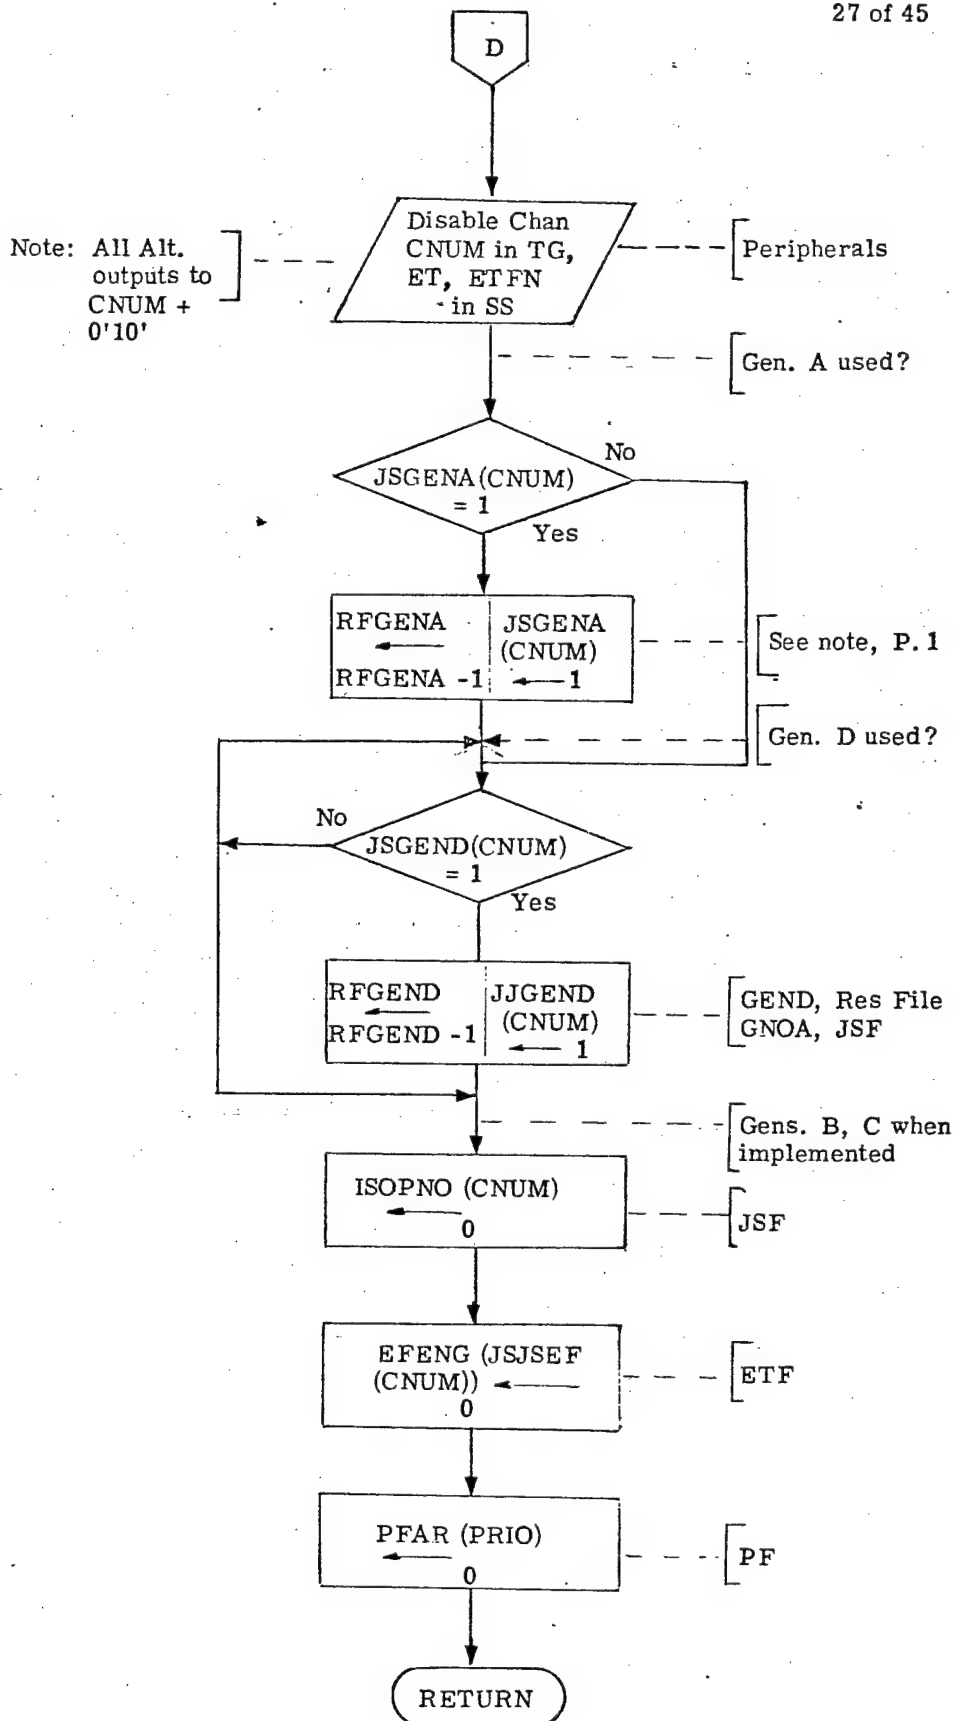 27 of 45
D
Note: All Alt.
outputs to
CNUM +
0'10'
Disable Chan
CNUM in TG,
ET, ETFN
in SS
Peripherals
Gen. A used?
JSGENA(CNUM)
= 1
No
Yes
RFGENA
RFGENA -1
JSGENA
(CNUM)
1
See note, P. 1
Gen. D used?
No
JSGEND(CNUM)
= 1
Yes
RFGEND
RFGEND -1
JJGEND
(CNUM)
1
GEND, Res File
GNOA, JSF
Gens. B, C when
implemented
ISOPNO (CNUM)
0
JSF
EFENG (JSJSEF
(CNUM))
0
ETF
PFAR (PRIO)
0
PF
RETURN